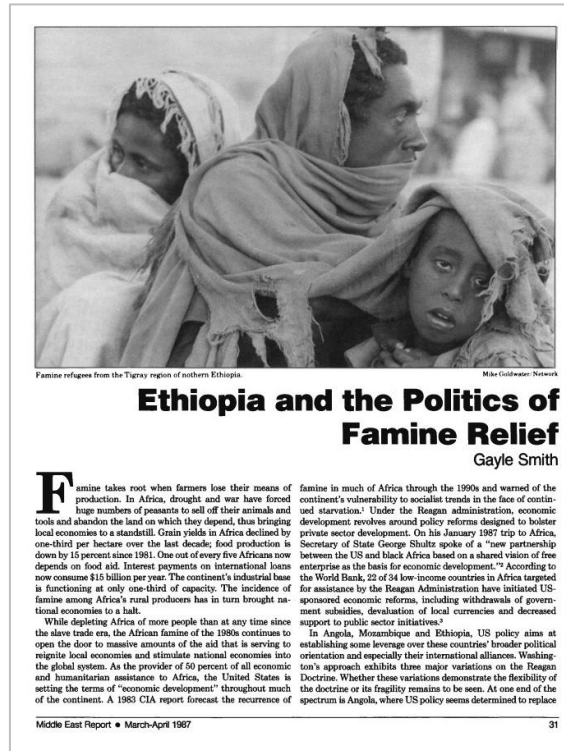 Famine refugees from the Tigray region of nothern Ethiopia.
Mike Goldwater/Network
Ethiopia and the Politics of
Famine Relief
Gayle Smith
Famine takes root when farmers lose their means of
production. In Africa, drought and war have forced
huge numbers of peasants to sell off their animals and
tools and abandon the land on which they depend, thus bringing
local economies to a standstill. Grain yields in Africa declined by
one-third per hectare over the last decade; food production is
down by 15 percent since 1981. One out of every five Africans now
depends on food aid. Interest payments on international loans
now consume $15 billion per year. The continent's industrial base
is functioning at only one-third of capacity. The incidence of
famine among Africa's rural producers has in turn brought na-
tional economies to a halt.
While depleting Africa of more people than at any time since
the slave trade era, the African famine of the 1980s continues to
open the door to massive amounts of the aid that is serving to
reignite local economies and stimulate national economies into
the global system. As the provider of 50 percent of all economic
and humanitarian assistance to Africa, the United States is
setting the terms of "economic development" throughout much
of the continent. A 1983 CIA report forecast the recurrence of
famine in much of Africa through the 1990s and warned of the
continent's vulnerability to socialist trends in the face of contin-
ued starvation.¹ Under the Reagan administration, economic
development revolves around policy reforms designed to bolster
private sector development. On his January 1987 trip to Africa,
Secretary of State George Shultz spoke of a "new partnership
between the US and black Africa based on a shared vision of free
enterprise as the basis for economic development."² According to
the World Bank, 22 of 34 low-income countries in Africa targeted
for assistance by the Reagan Administration have initiated US-
sponsored economic reforms, including withdrawals of govern-
ment subsidies, devaluation of local currencies and decreased
support to public sector initiatives.³
In Angola, Mozambique and Ethiopia, US policy aims at
establishing some leverage over these countries' broader political
orientation and especially their international alliances. Washing-
ton's approach exhibits three major variations on the Reagan
Doctrine. Whether these variations demonstrate the flexibility of
the doctrine or its fragility remains to be seen. At one end of the
spectrum is Angola, where US policy seems determined to replace
Middle East Report ● March-April 1987
31